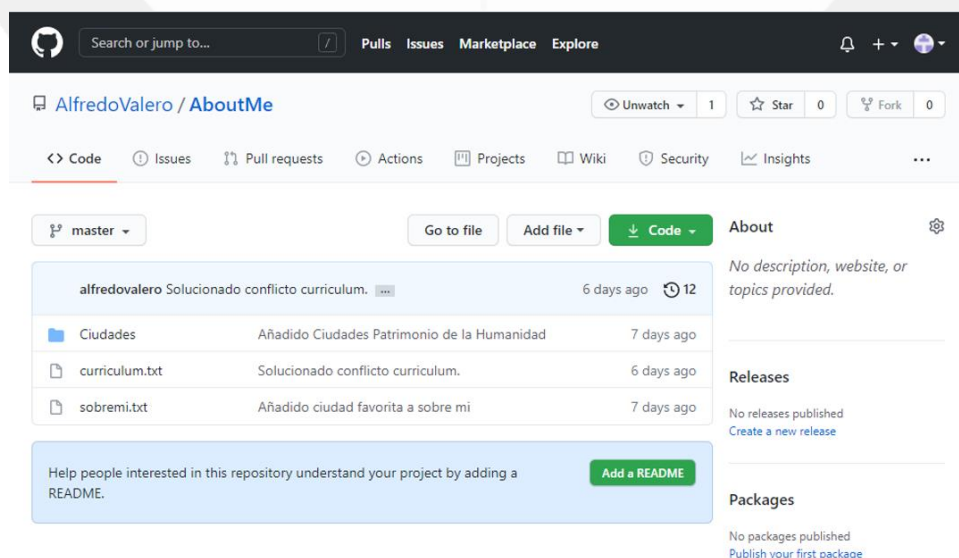 Search or jump to... / Pulls Issues Marketplace Explore
AlfredoValero / AboutMe Unwatch 1 Star 0 Fork 0
<> Code Issues Pull requests Actions Projects Wiki Security Insights ...
master Go to file Add file Code
alfredovalero Solucionado conflicto curriculum. ... 6 days ago 12
Ciudades Añadido Ciudades Patrimonio de la Humanidad 7 days ago
curriculum.txt Solucionado conflicto curriculum. 6 days ago
sobremi.txt Añadido ciudad favorita a sobre mi 7 days ago
Help people interested in this repository understand your project by adding a
README.
Add a README
About
No description, website, or
topics provided.
Releases
No releases published
Create a new release
Packages
No packages published
Publish your first package